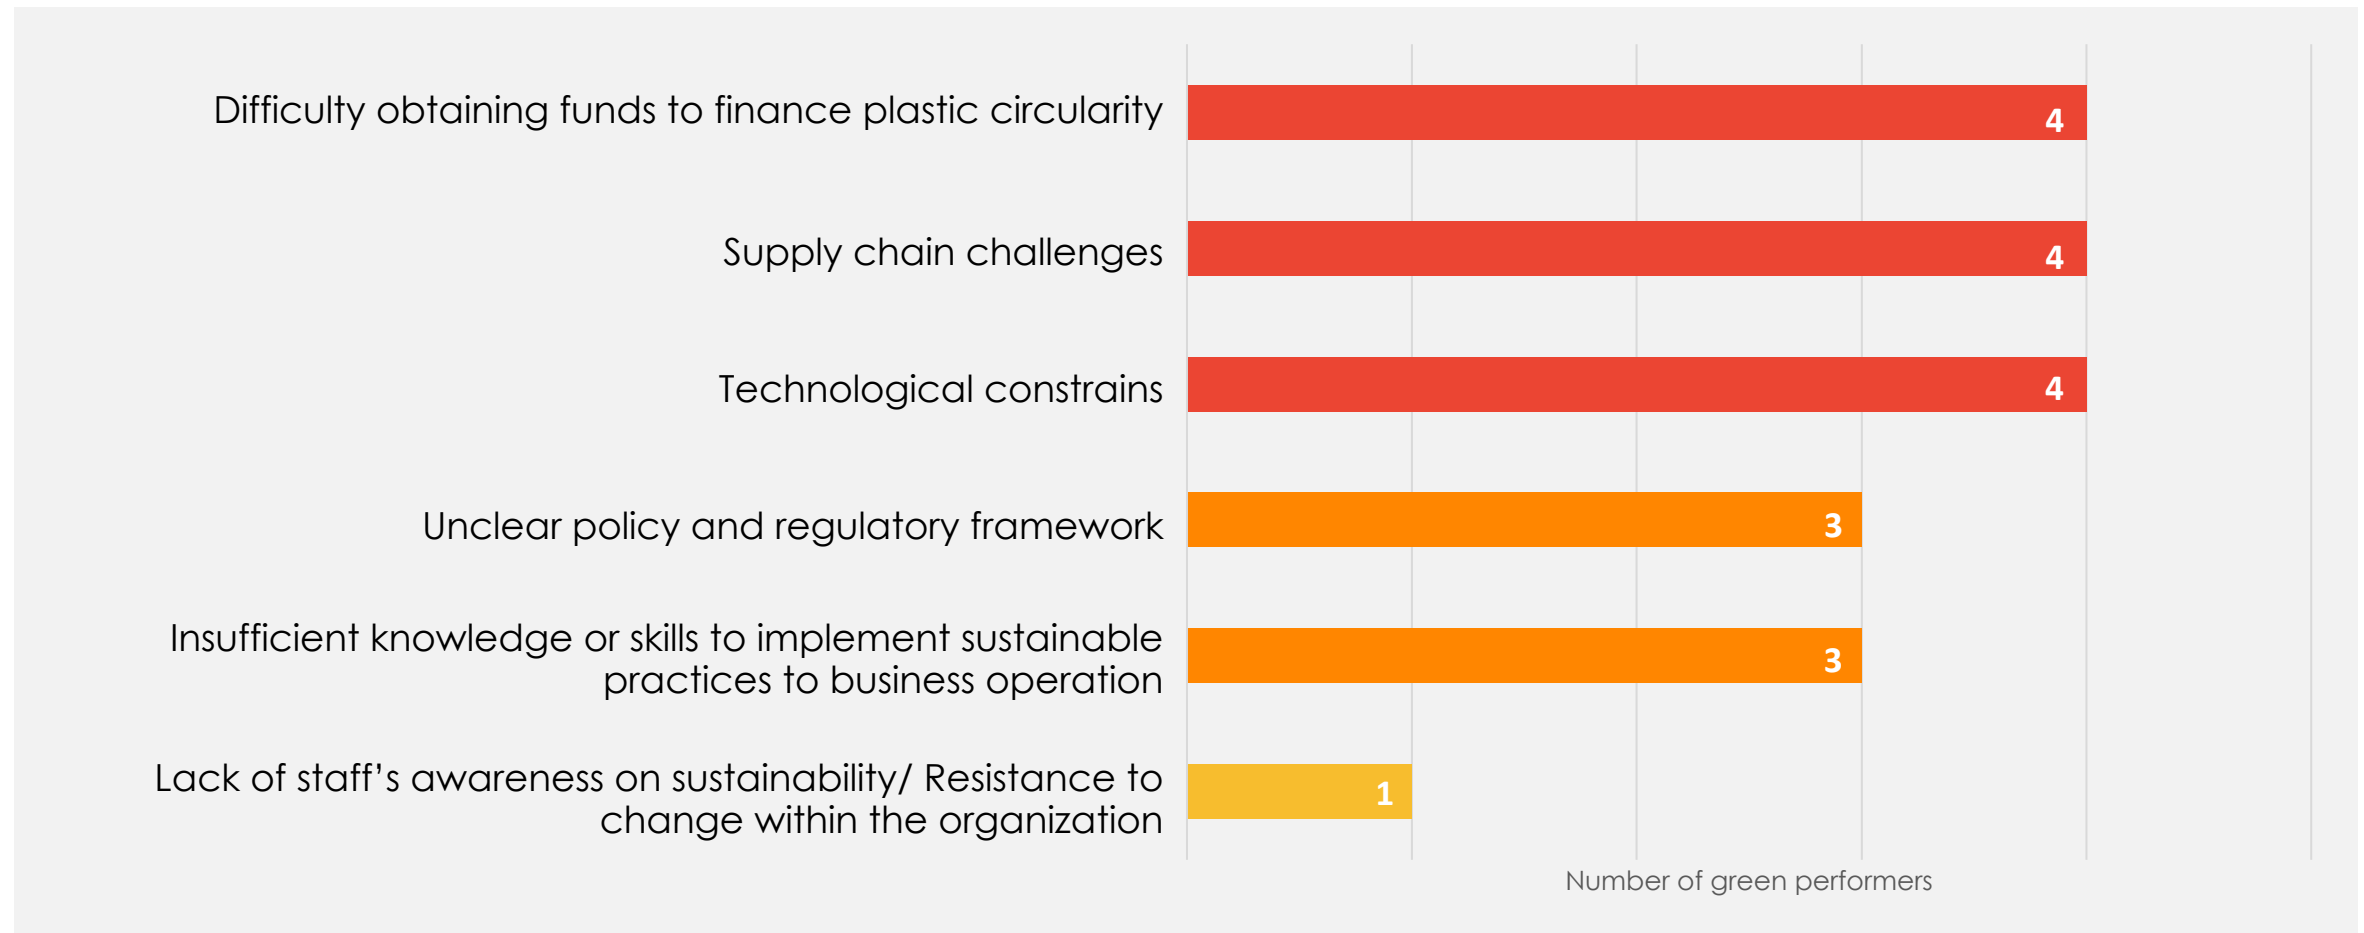 Difficulty obtaining funds to finance plastic circularity
4
Supply chain challenges
4
Technological constrains
4
Unclear policy and regulatory framework
3
Insufficient knowledge or skills to implement sustainable
practices to business operation
3
Lack of staff’s awareness on sustainability/ Resistance to
change within the organization
1
Number of green performers